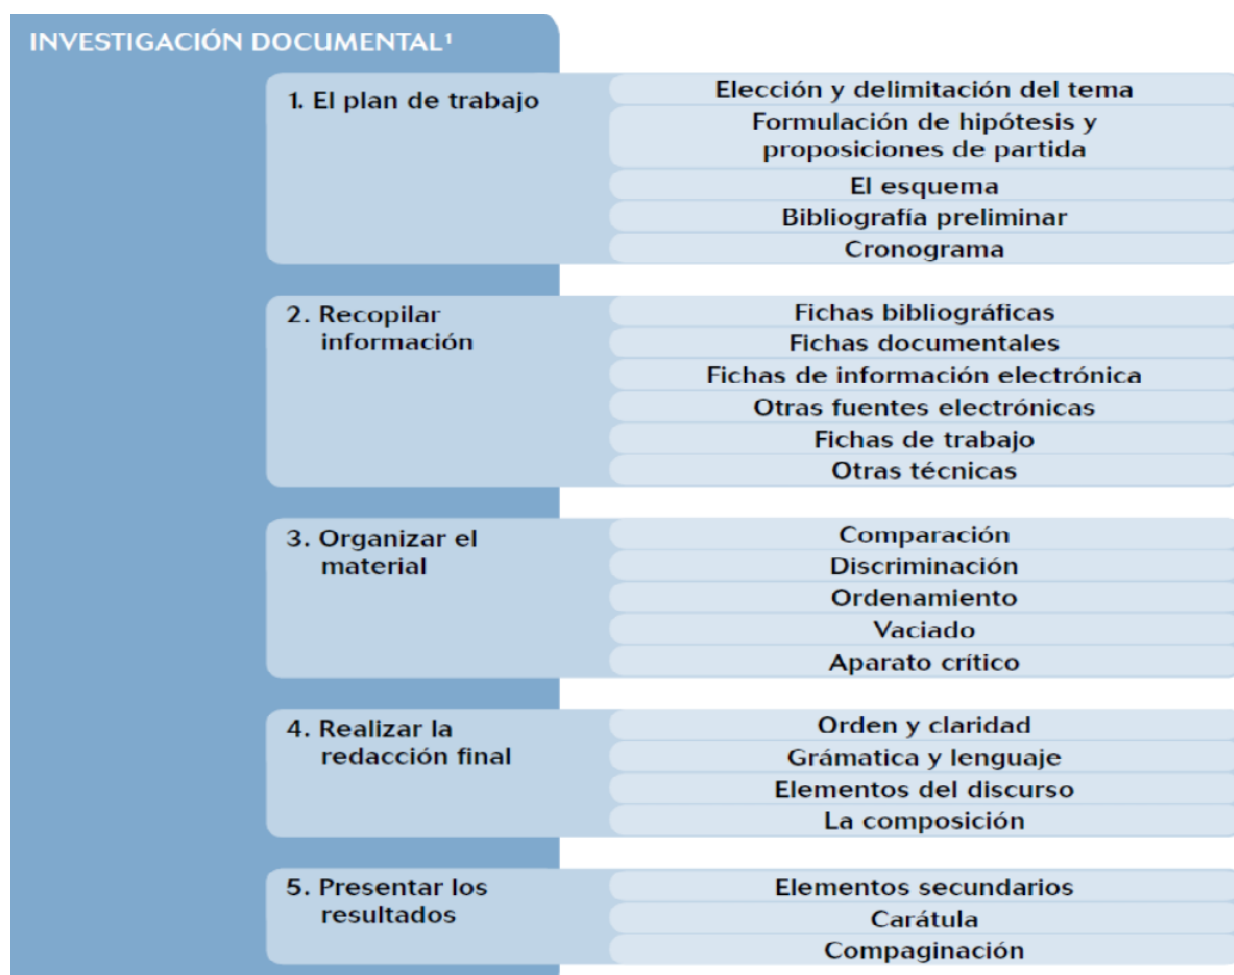 INVESTIGACIÓN DOCUMENTAL¹
1. El plan de trabajo
Elección y delimitación del tema
Formulación de hipótesis y
proposiciones de partida
El esquema
Bibliografía preliminar
Cronograma
2. Recopilar
información
Fichas bibliográficas
Fichas documentales
Fichas de información electrónica
Otras fuentes electrónicas
Fichas de trabajo
Otras técnicas
3. Organizar el
material
Comparación
Discriminación
Ordenamiento
Vaciado
Aparato crítico
4. Realizar la
redacción final
Orden y claridad
Grámatica y lenguaje
Elementos del discurso
La composición
5. Presentar los
resultados
Elementos secundarios
Carátula
Compaginación